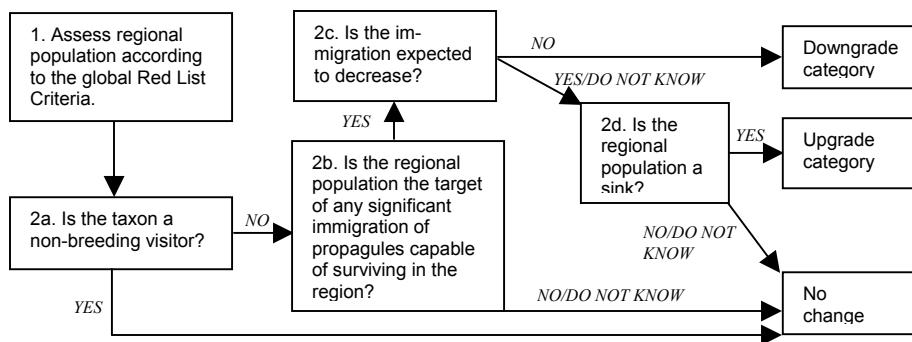 1. Assess regional
population according
to the global Red List
Criteria.
2a. Is the taxon a
non-breeding visitor?
NO
YES
2b. Is the regional
population the target
of any significant
immigration of
propagules capable
of surviving in the
region?
YES
NO/DO NOT KNOW
2c. Is the im-
migration expected
to decrease?
NO
YES/DO NOT KNOW
2d. Is the
regional
population a
sink?
YES
NO/DO NOT
KNOW
Downgrade
category
Upgrade
category
No
change